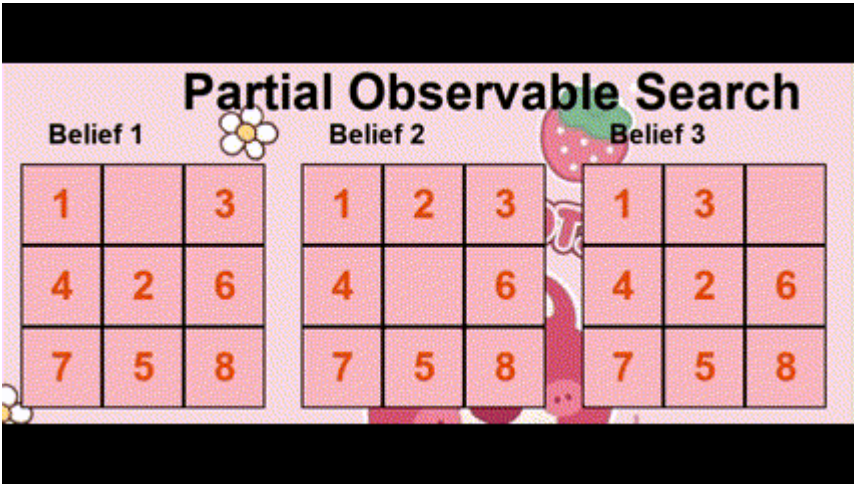 Partial Observable Search
Belief 1 Belief 2 Belief 3
1 3 1 2 3 1 3
4 2 6 4 6 4 2 6
7 5 8 7 5 8 7 5 8